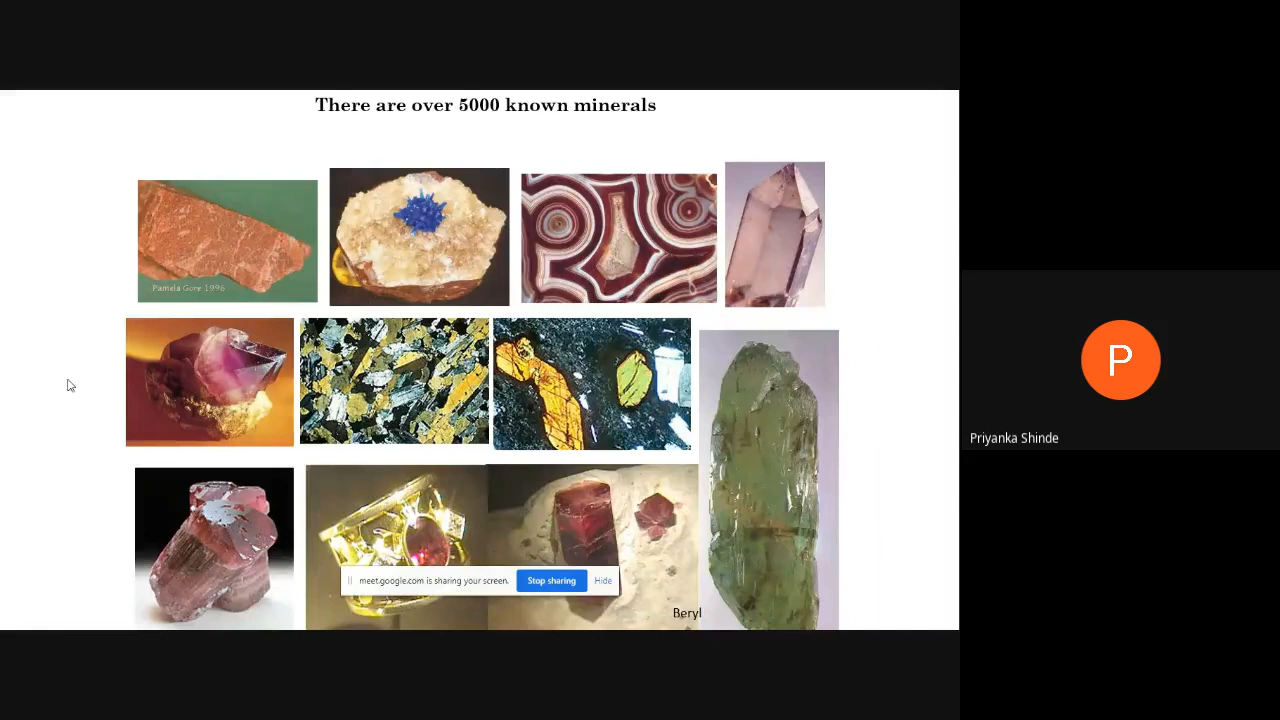 There are over 5000 known minerals
Pamela Gore 1996
meet.google.com is sharing your screen. Stop sharing Hide
Beryl
P
Priyanka Shinde